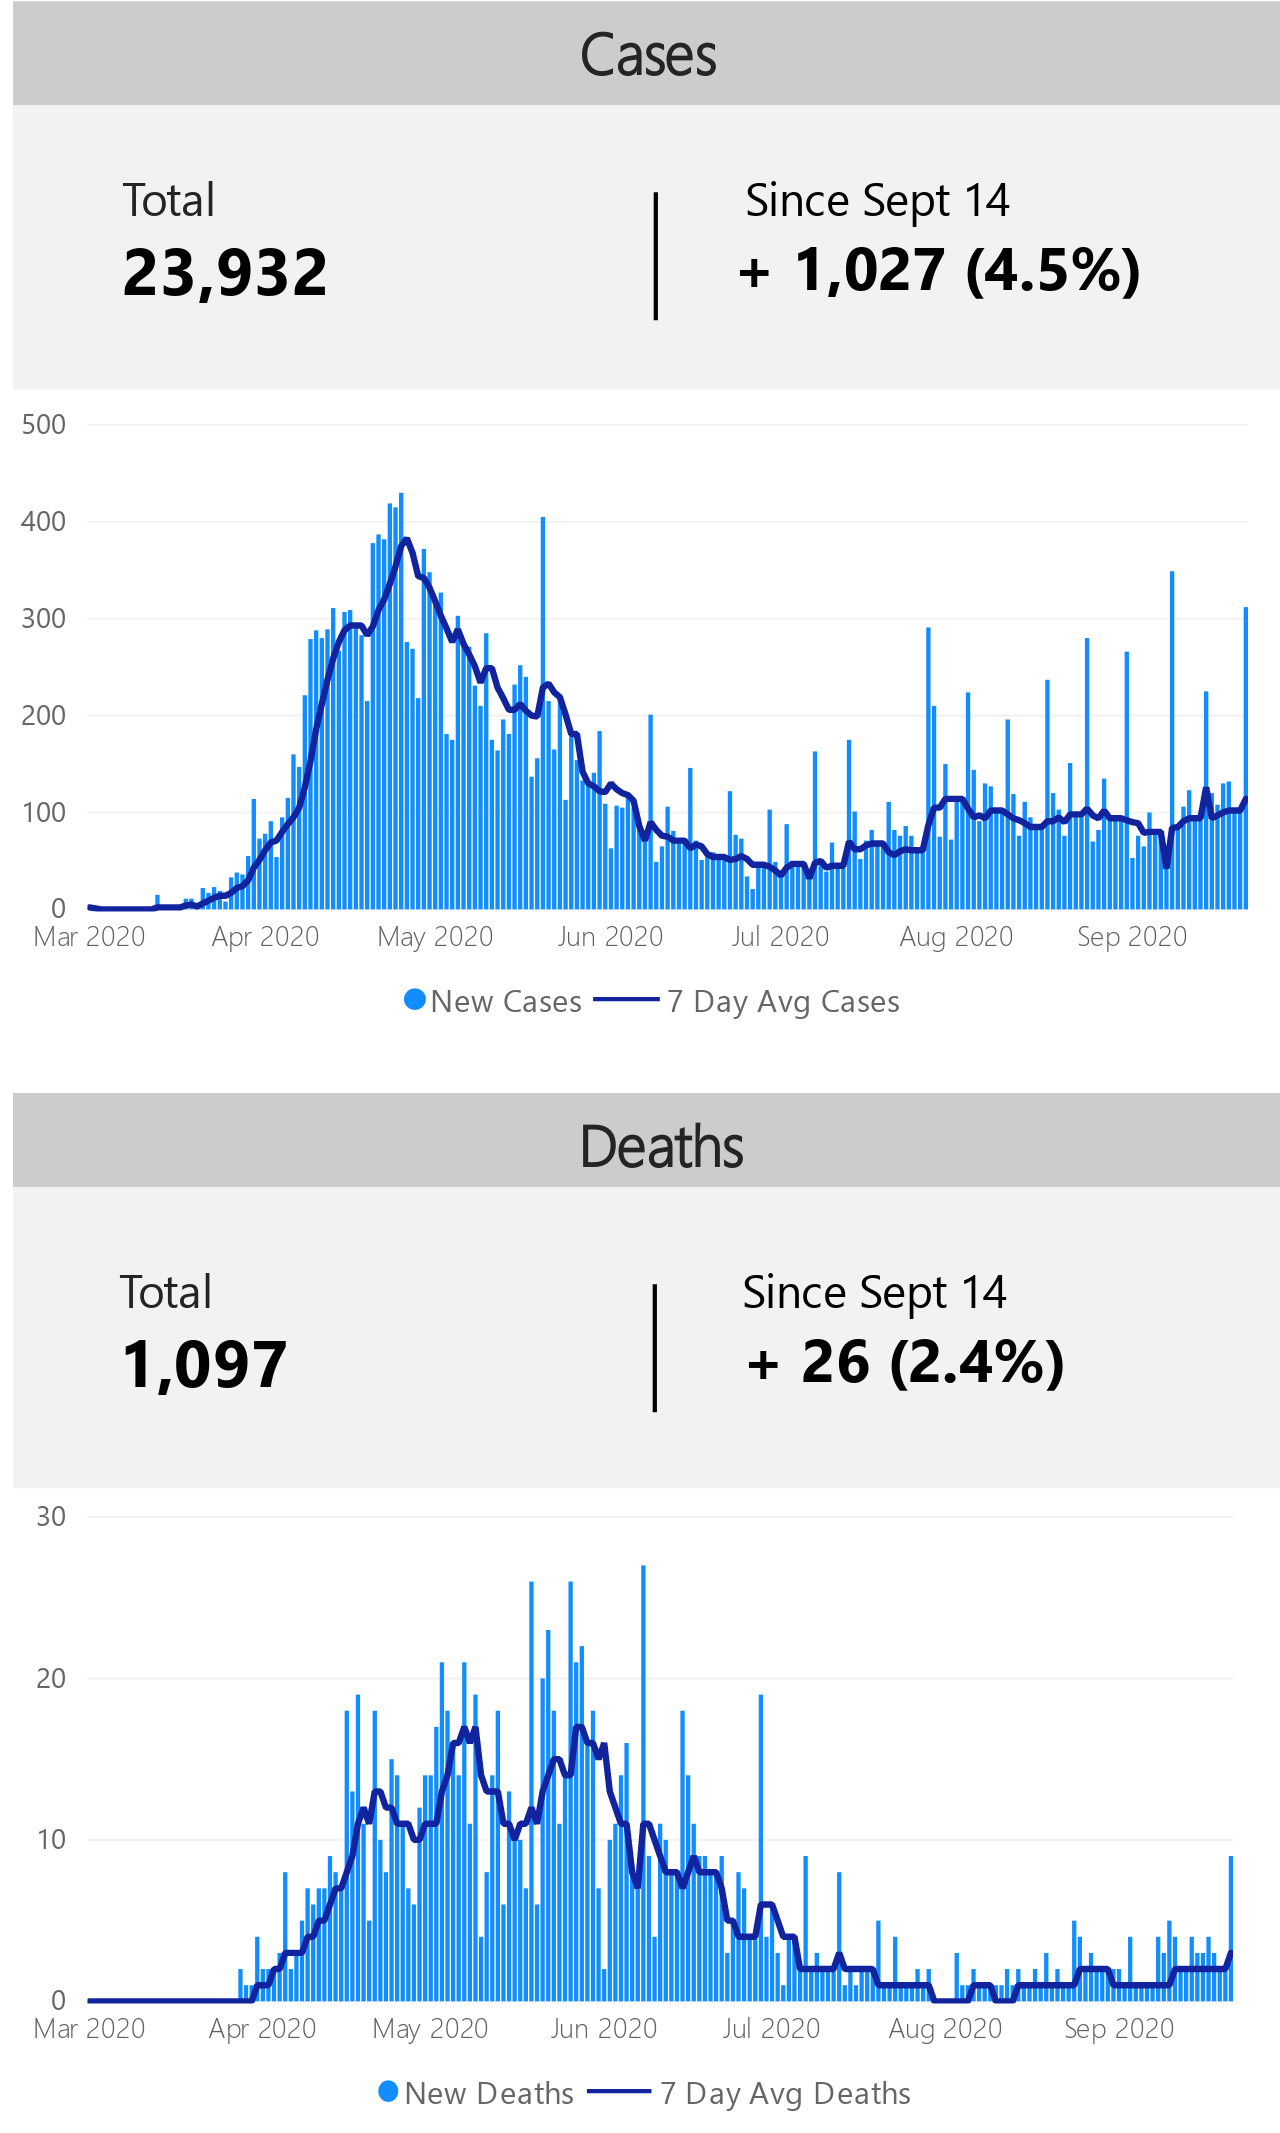 Cases
Total
Since Sept 14
23,932
+ 1,027 (4.5%)
500
400
300
200
100
0
Mar 2020 Apr 2020 May 2020 Jun 2020 Jul 2020 Aug 2020 Sep 2020
New Cases 7 Day Avg Cases
Deaths
Total
Since Sept 14
1,097
+ 26 (2.4%)
30
20
10
0
Mar 2020 Apr 2020 May 2020 Jun 2020 Jul 2020 Aug 2020 Sep 2020
New Deaths 7 Day Avg Deaths